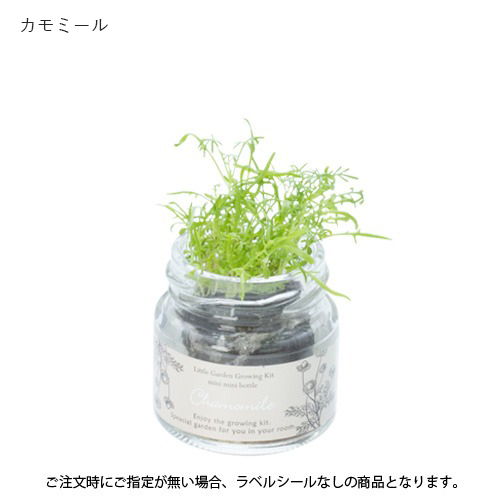 カモミール
Little Garden Growing Kit
mini mini bottle
Chamomile
Enjoy the growing kit.
Special garden for you in your room
ご注文時にご指定が無い場合、ラベルシールなしの商品となります。